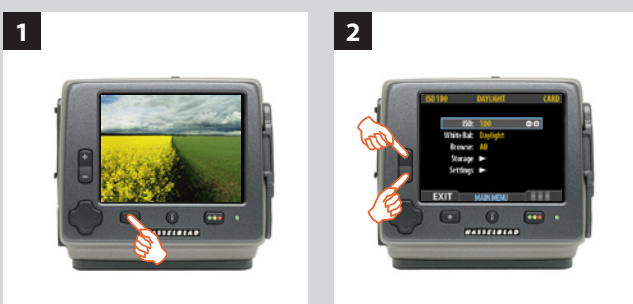 1
HASSELBLAD
2
ISO 100 DAYLIGHT CARD
ISO: 100
White Bal: Daylight
Browse: All
Storage
Settings
EXIT MAIN MENU
HASSELBLAD